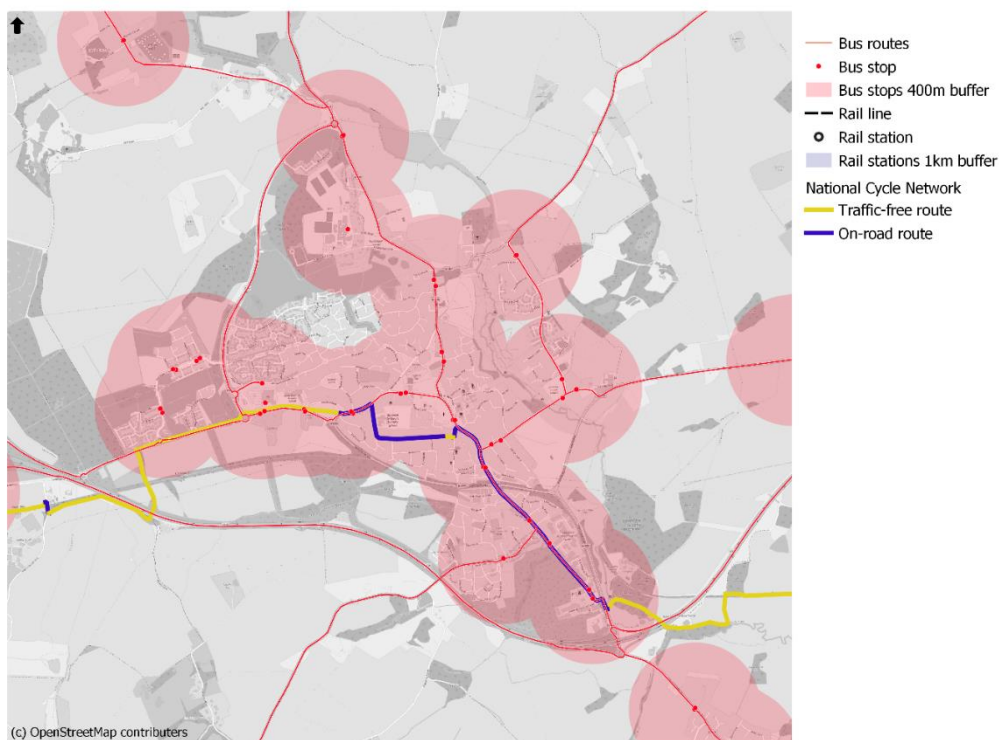 Bus routes
Bus stop
Bus stops 400m buffer
Rail line
Rail station
Rail stations 1km buffer
National Cycle Network
Traffic-free route
On-road route
(c) OpenStreetMap contributors